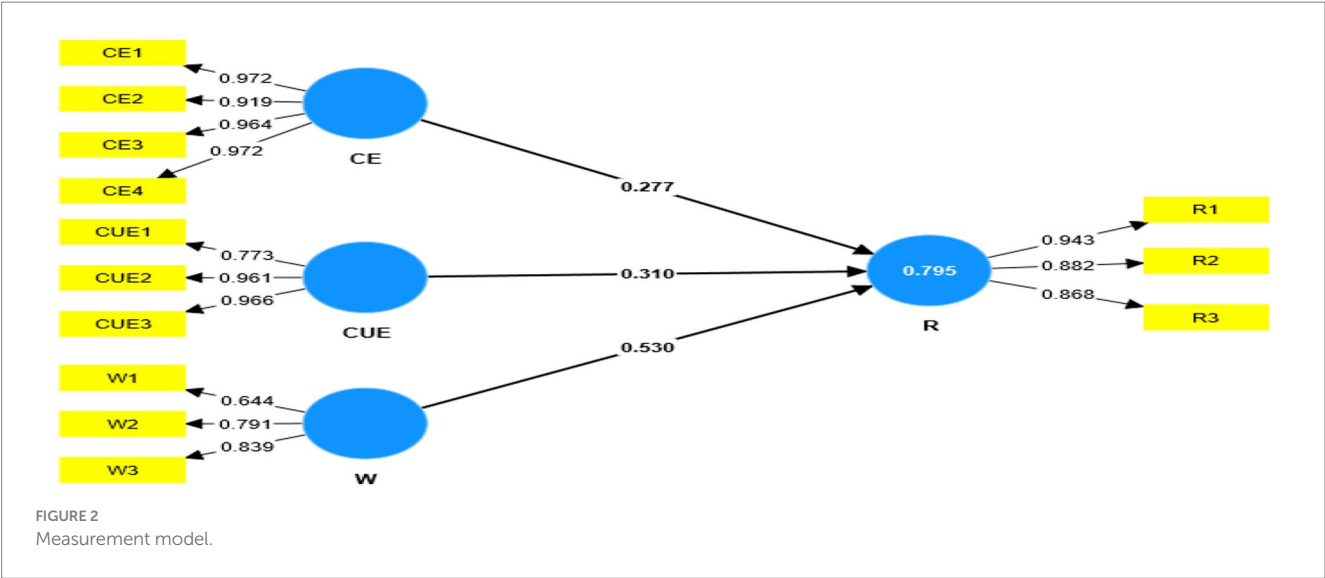 CE1
0.972
CE2
0.919
CE3
0.964
0.972
CE
CE4
0.277
CUE1
0.773
CUE2
0.961
CUE3
0.966
CUE
0.310
R1
0.943
0.795
0.882
R2
0.868
R3
R
0.530
W1
0.644
W2
0.791
W3
0.839
W
FIGURE 2
Measurement model.